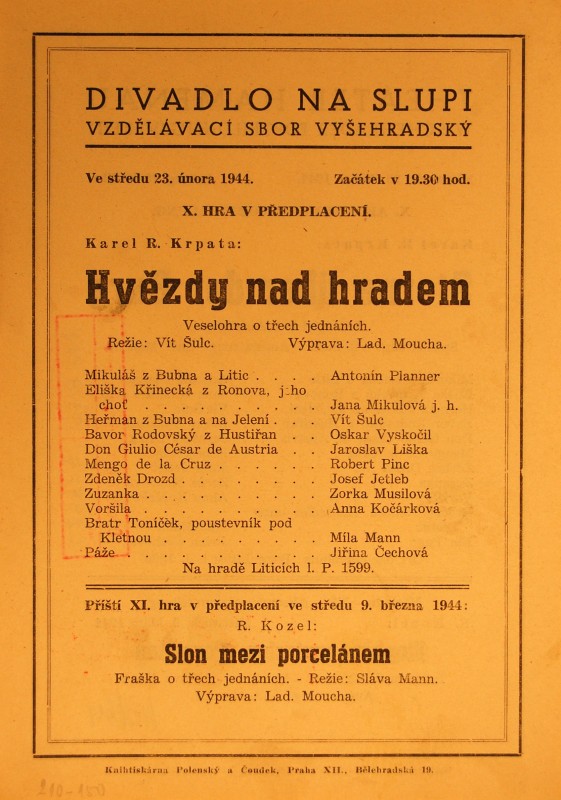 DIVADLO NA SLUPI
VZDĚLÁVACÍ SBOR VYŠEHRADSKÝ
Ve středu 23. února 1944. Začátek v 19.30 hod.
X. HRA V PŘEDPLACENÍ.
Karel R. Krpata:
Hvězdy nad hradem
Veselohra o třech jednáních.
Režie: Vít Šulc. Výprava: Lad. Moucha.
Mikuláš z Bubna a Litic . . . . Antonín Planner
Eliška Křinecká z Ronova, jeho
choť . . . . . . . . . . Jana Mikulová j. h.
Heřman z Bubna a na Jelení . . . Vít Šulc
Bavor Rodovský z Hustiřan . . . Oskar Vyskočil
Don Giulio César de Austria . . . Jaroslav Liška
Mengo de la Cruz . . . . . . Robert Pinc
Zdeněk Drozd . . . . . . . . Josef Jetleb
Zuzanka . . . . . . . . . . Zorka Musilová
Voršila . . . . . . . . . . Anna Kočárková
Bratr Toníček, poustevník pod
Kletnou . . . . . . . . . Míla Mann
Páže . . . . . . . . . . . Jiřina Čechová
Na hradě Liticích l. P. 1599.
Příští XI. hra v předplacení ve středu 9. března 1944:
R. Kozel:
Slon mezi porcelánem
Fraška o třech jednáních. - Režie: Sláva Mann.
Výprava: Lad. Moucha.
Knihtiskárna Polenský a Čoudek, Praha XII., Bělehradská 19.